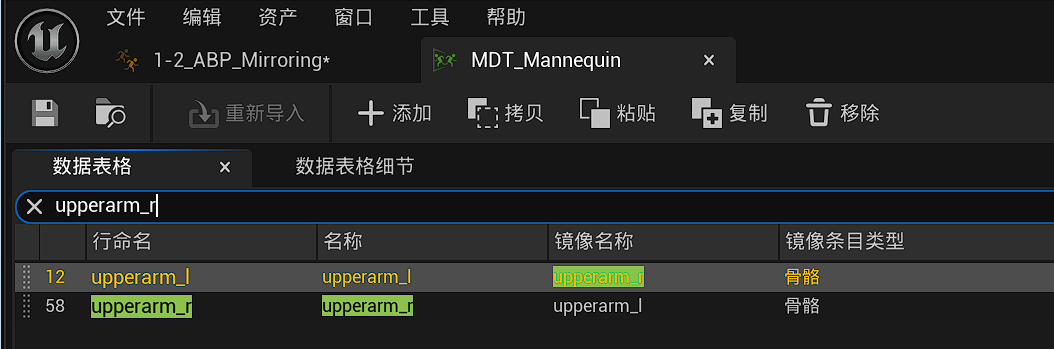 文件 编辑 资产 窗口 工具 帮助
1-2_ABP_Mirroring* MDT_Mannequin
重新导入 添加 拷贝 粘贴 复制 移除
数据表格 数据表格细节
upperarm_r
行命名 名称 镜像名称 镜像条目类型
12 upperarm_l upperarm_l upperarm_r 骨骼
58 upperarm_r upperarm_r upperarm_l 骨骼